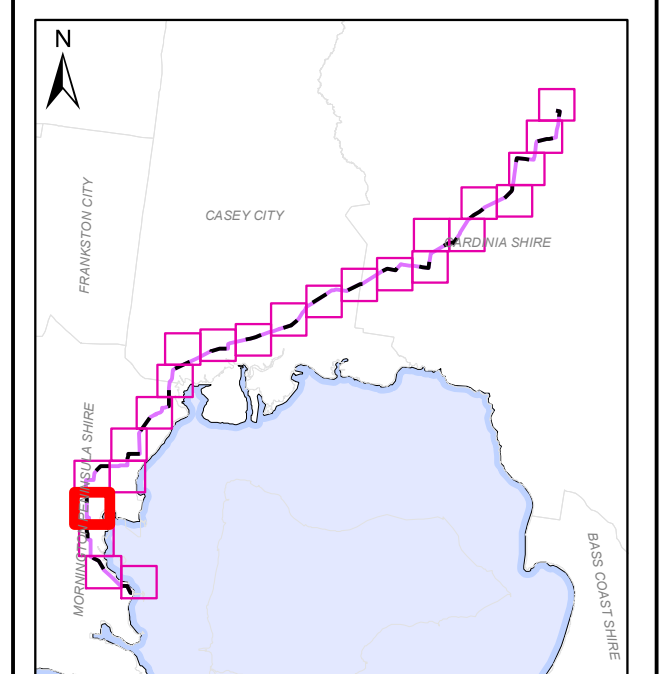 N
FRANKSTON CITY
CASEY CITY
CARDINIA SHIRE
MORNINGTON PENINSULA SHIRE
BASS COAST SHIRE